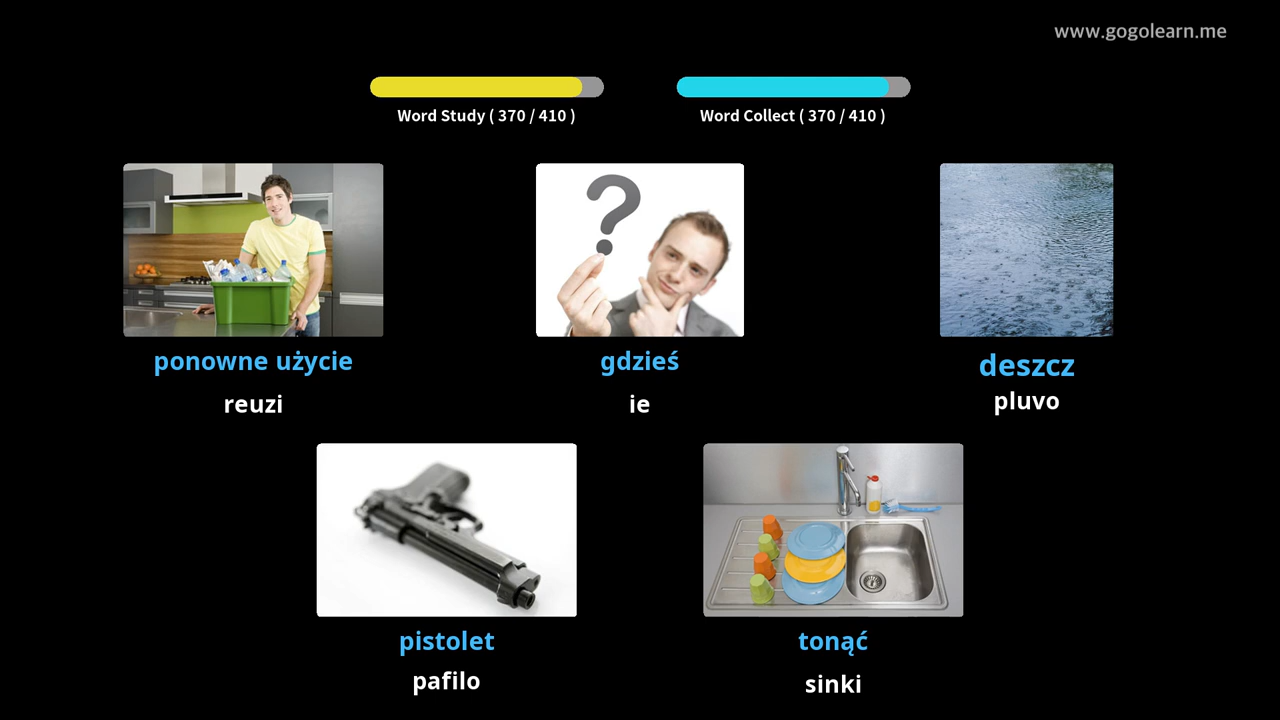 www.gogolearn.me
Word Study ( 370 / 410 )
Word Collect ( 370 / 410 )
ponowne użycie
reuzi
gdzieś
ie
deszcz
pluvo
pistolet
pafilo
tonąć
sinki